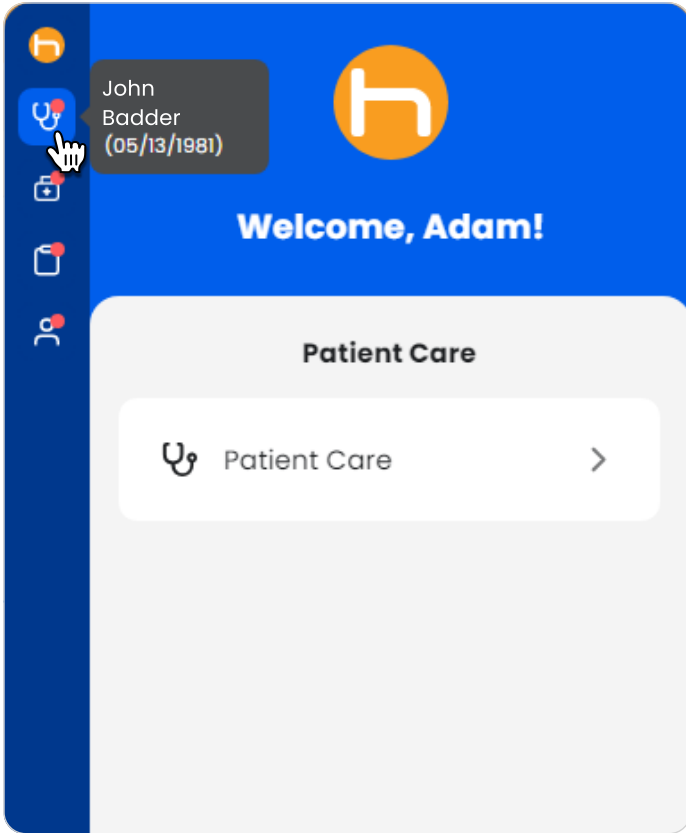 John
Badder
(05/13/1981)
Welcome, Adam!
Patient Care
Patient Care